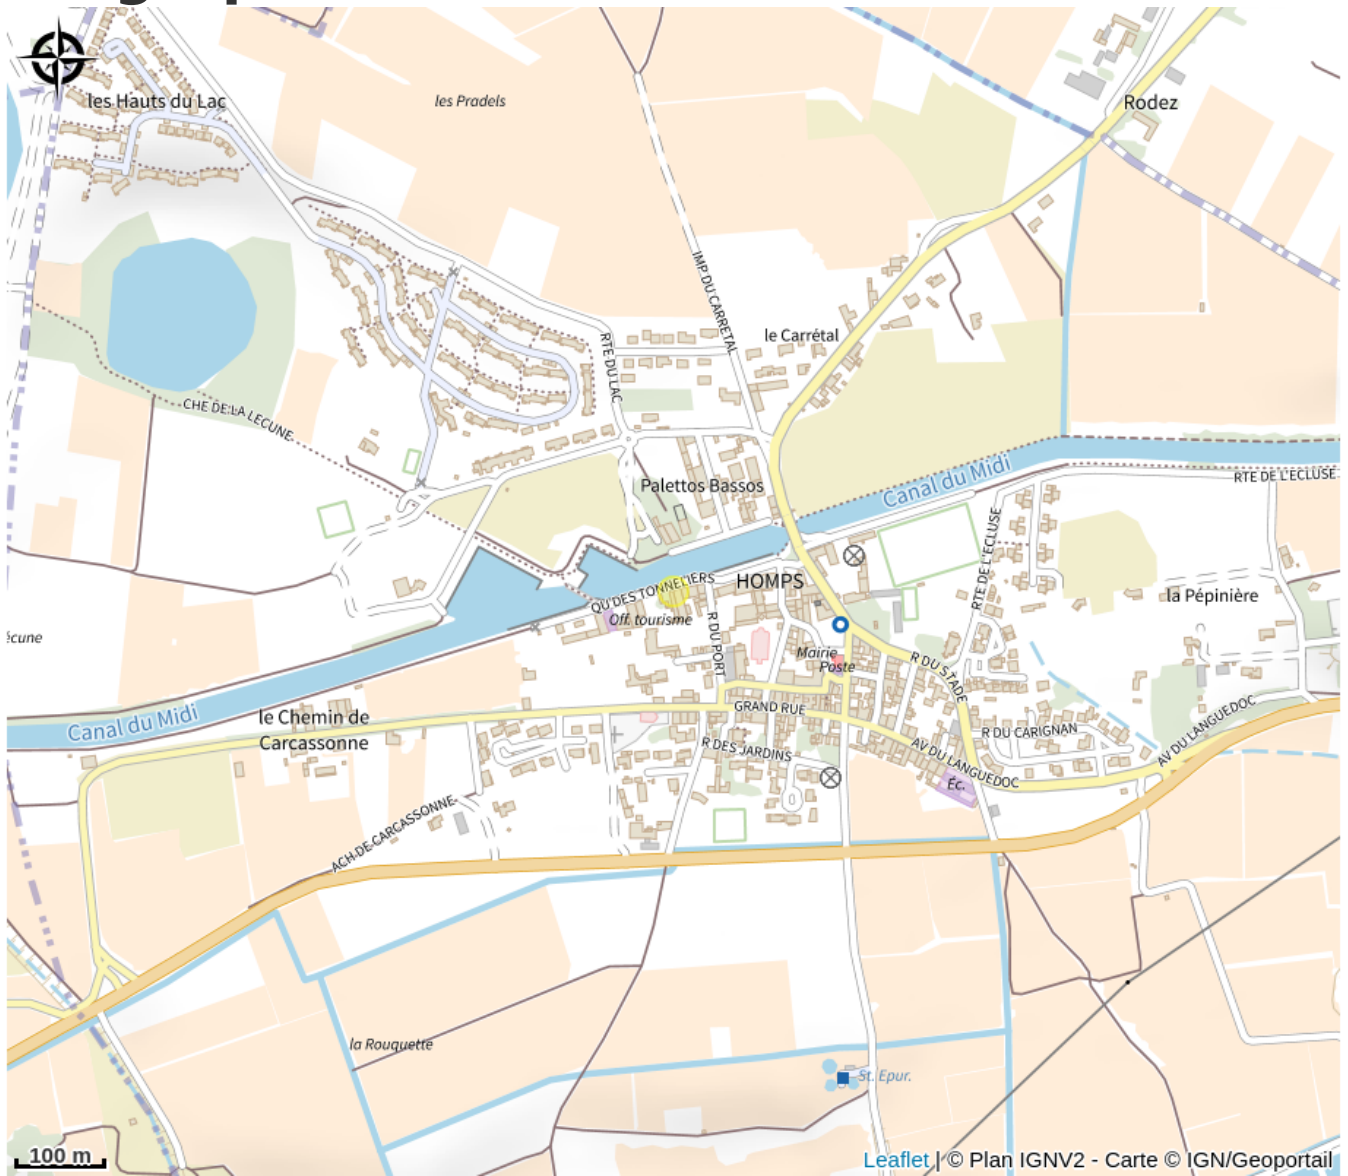 les Hauts du Lac
les Pradels
Rodez
IMP DU CARRETAL
le Carrétal
RTE DU LAC
CHE DE LA LECUNE
Palettos Bassos
Canal du Midi
RTE DE L'ECLUSE
RTE DE L'ECLUSE
QU DES TONNELIERS
HOMPS
la Pépinière
Off. tourisme
R DU PORT
écune
Mairie
Poste
R DU STADE
Canal du Midi
le Chemin de
Carcassonne
GRAND RUE
R DU CARIGNAN
AV DU LANGUEDOC
R DES JARDINS
AV DU LANGUEDOC
Éc.
ACH-DE-CARCASSONNE
la Rouquette
St. Epur.
100 m
Leaflet | © Plan IGNV2 - Carte © IGN/Geoportail